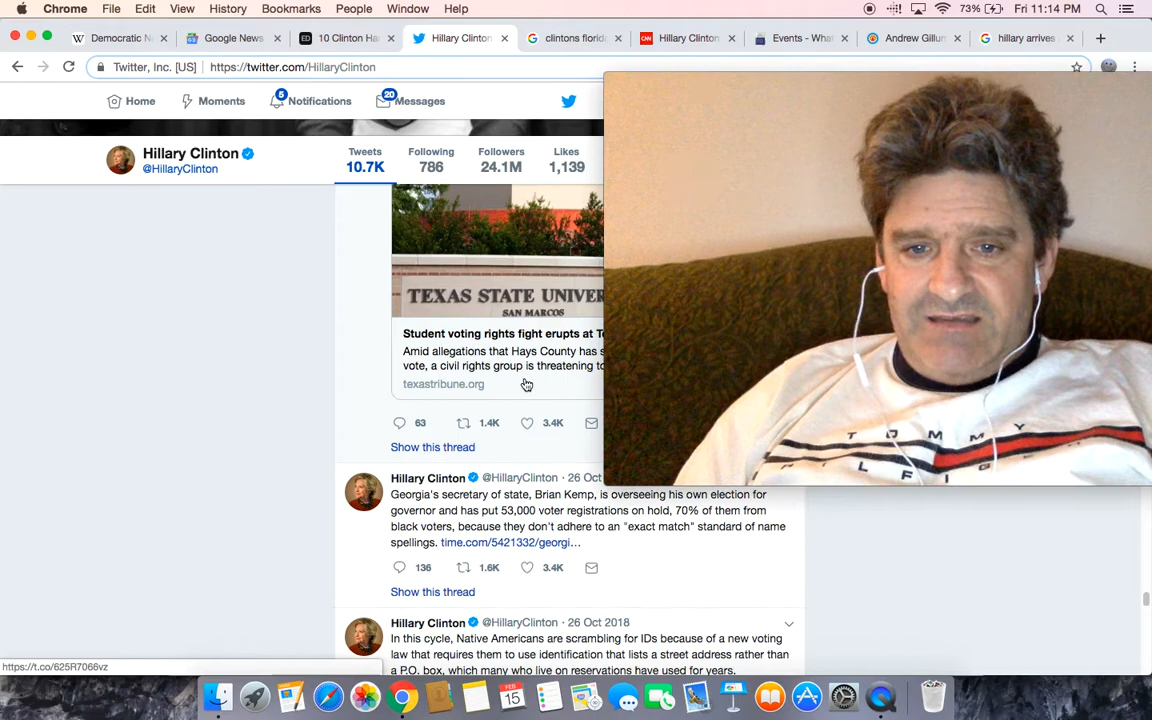 Chrome File Edit View History Bookmarks People Window Help 73% Fri 11:14 PM
Democratic N Google News 10 Clinton Ha Hillary Clinton clintons florid Hillary Clinton Events - What Andrew Gillum hillary arrives
Twitter, Inc. [US] https://twitter.com/HillaryClinton
Home Moments 5 Notifications 20 Messages
Hillary Clinton
@HillaryClinton
Tweets Following Followers Likes
10.7K 786 24.1M 1,139
TEXAS STATE UNIVER
SAN MARCOS
Student voting rights fight erupts at Te
Amid allegations that Hays County has s
vote, a civil rights group is threatening to
texastribune.org
63 1.4K 3.4K
Show this thread
Hillary Clinton @HillaryClinton · 26 Oct
Georgia's secretary of state, Brian Kemp, is overseeing his own election for
governor and has put 53,000 voter registrations on hold, 70% of them from
black voters, because they don't adhere to an "exact match" standard of name
spellings. time.com/5421332/georgi…
136 1.6K 3.4K
Show this thread
Hillary Clinton @HillaryClinton · 26 Oct 2018
In this cycle, Native Americans are scrambling for IDs because of a new voting
law that requires them to use identification that lists a street address rather than
a P.O. box, which many who live on reservations have used for years.
https://t.co/625R7066vz
TOMMY
HILFIG
FEB
15